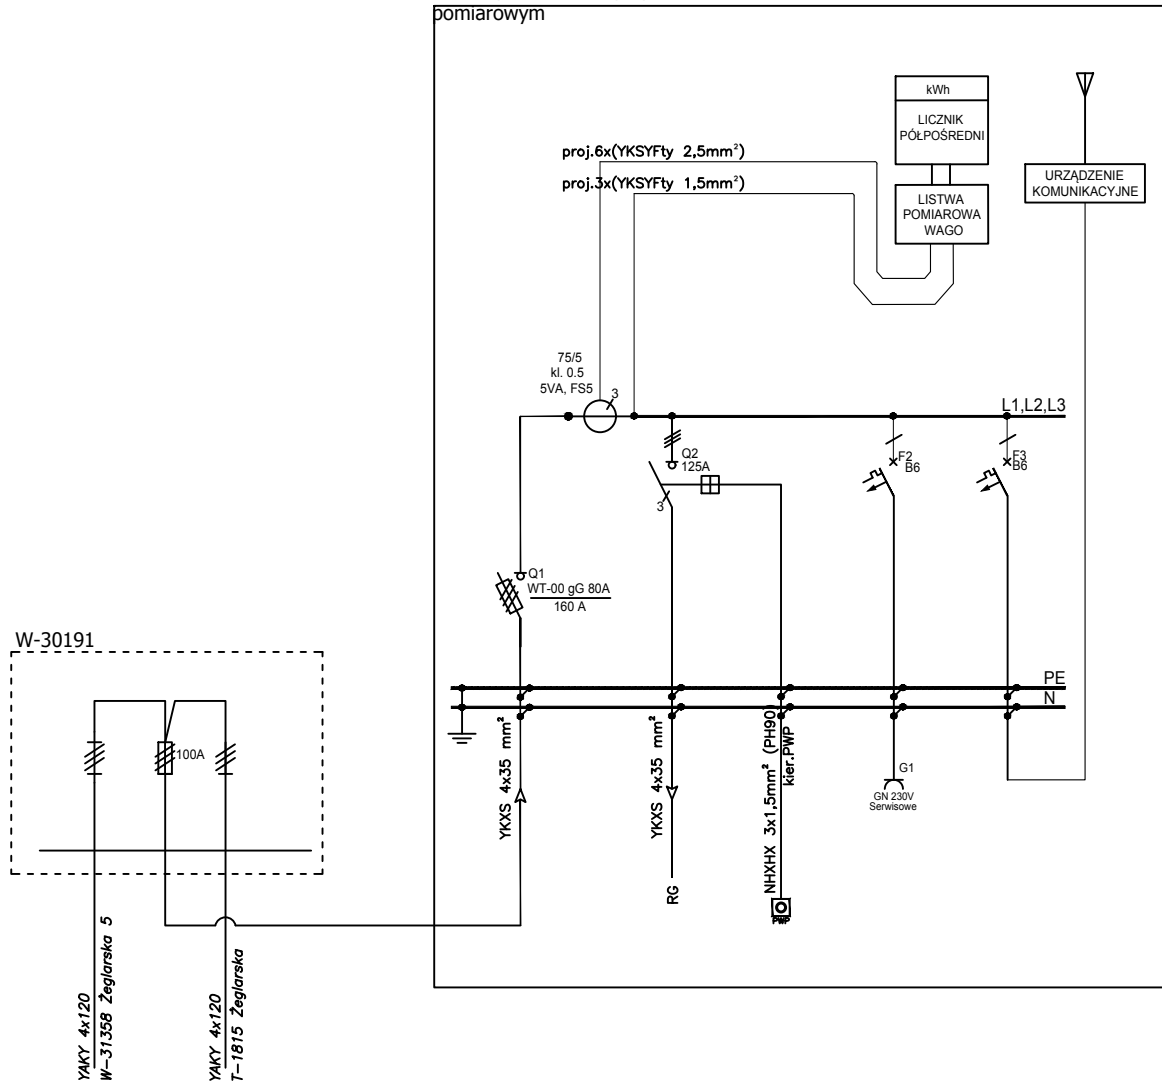 pomiarowym
kWh
LICZNIK
PÓŁPOŚREDNI
proj.6x(YKSYFty 2,5mm²)
proj.3x(YKSYFty 1,5mm²)
LISTWA
POMIAROWA
WAGO
URZĄDZENIE
KOMUNIKACYJNE
75/5
kl. 0.5
5VA, FS5
3
L1,L2,L3
Q2
125A
3
F2
B6
F3
B6
Q1
WT-00 gG 80A
160 A
W-30191
100A
PE
N
YKXS 4x35 mm²
YKXS 4x35 mm²
RG
NHXHX 3x1,5mm² (PH90)
kier.PWP
PWP
G1
GN 230V
Serwisowe
YAKY 4x120
W-31358 Żeglarska 5
YAKY 4x120
T-1815 Żeglarska